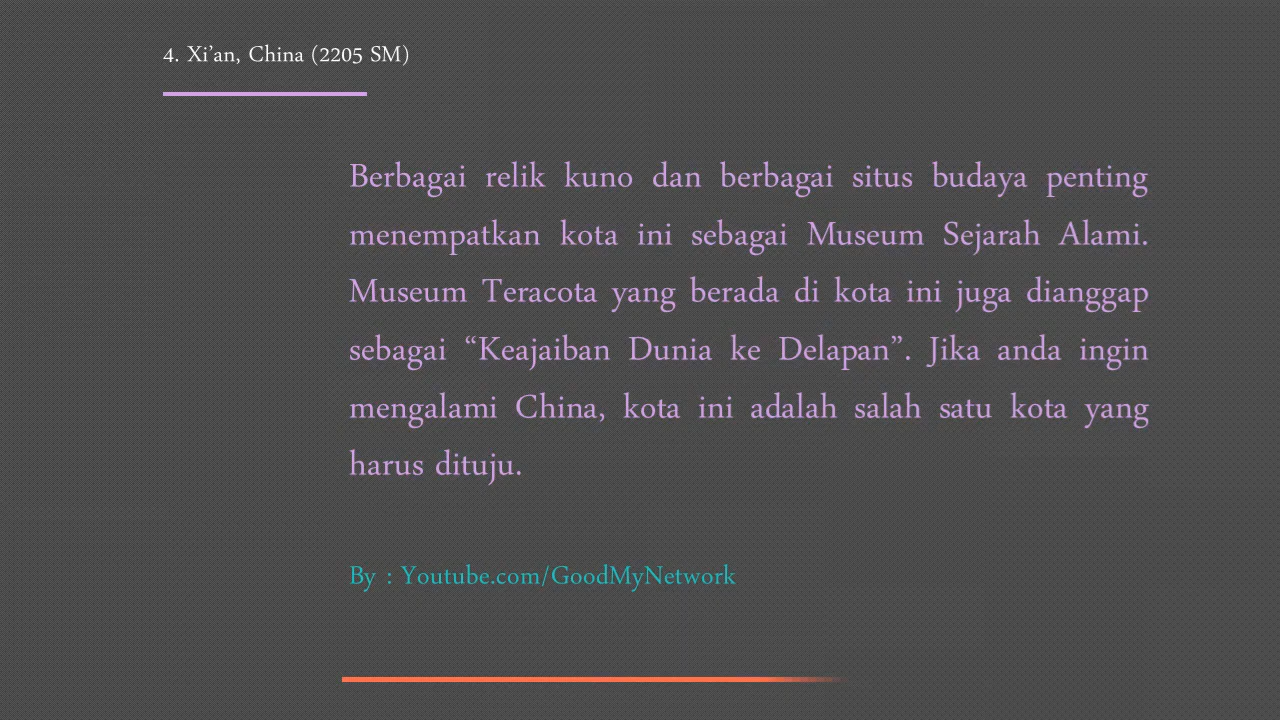 4. Xi’an, China (2205 SM)
Berbagai relik kuno dan berbagai situs budaya penting
menempatkan kota ini sebagai Museum Sejarah Alami.
Museum Teracota yang berada di kota ini juga dianggap
sebagai “Keajaiban Dunia ke Delapan”. Jika anda ingin
mengalami China, kota ini adalah salah satu kota yang
harus dituju.
By : Youtube.com/GoodMyNetwork